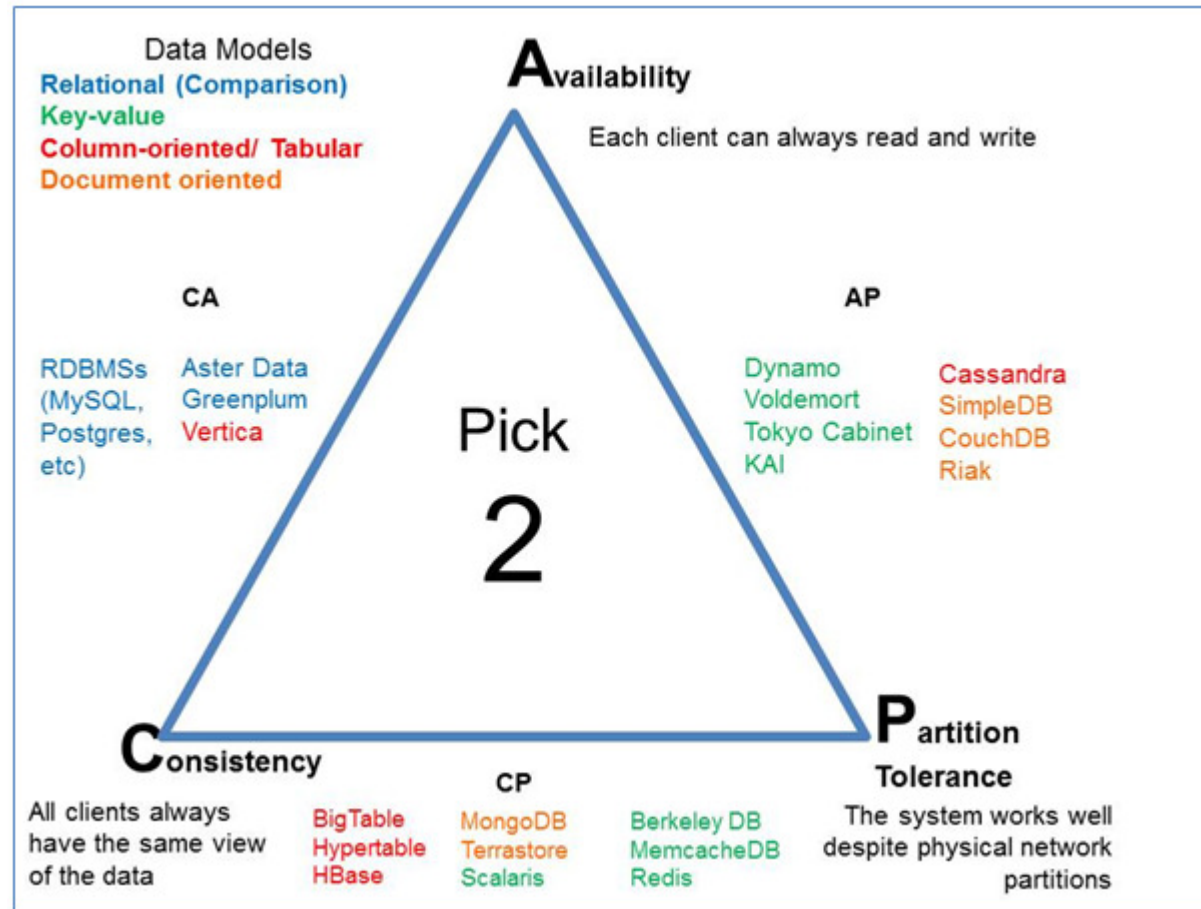 Data Models
Relational (Comparison)
Key-value
Column-oriented/ Tabular
Document oriented
Availability
Each client can always read and write
CA
RDBMSs
(MySQL,
Postgres,
etc)
Aster Data
Greenplum
Vertica
Pick
2
AP
Dynamo
Voldemort
Tokyo Cabinet
KAI
Cassandra
SimpleDB
CouchDB
Riak
Consistency
All clients always
have the same view
of the data
CP
BigTable
Hypertable
HBase
MongoDB
Terrastore
Scalaris
Berkeley DB
MemcacheDB
Redis
Partition
Tolerance
The system works well
despite physical network
partitions